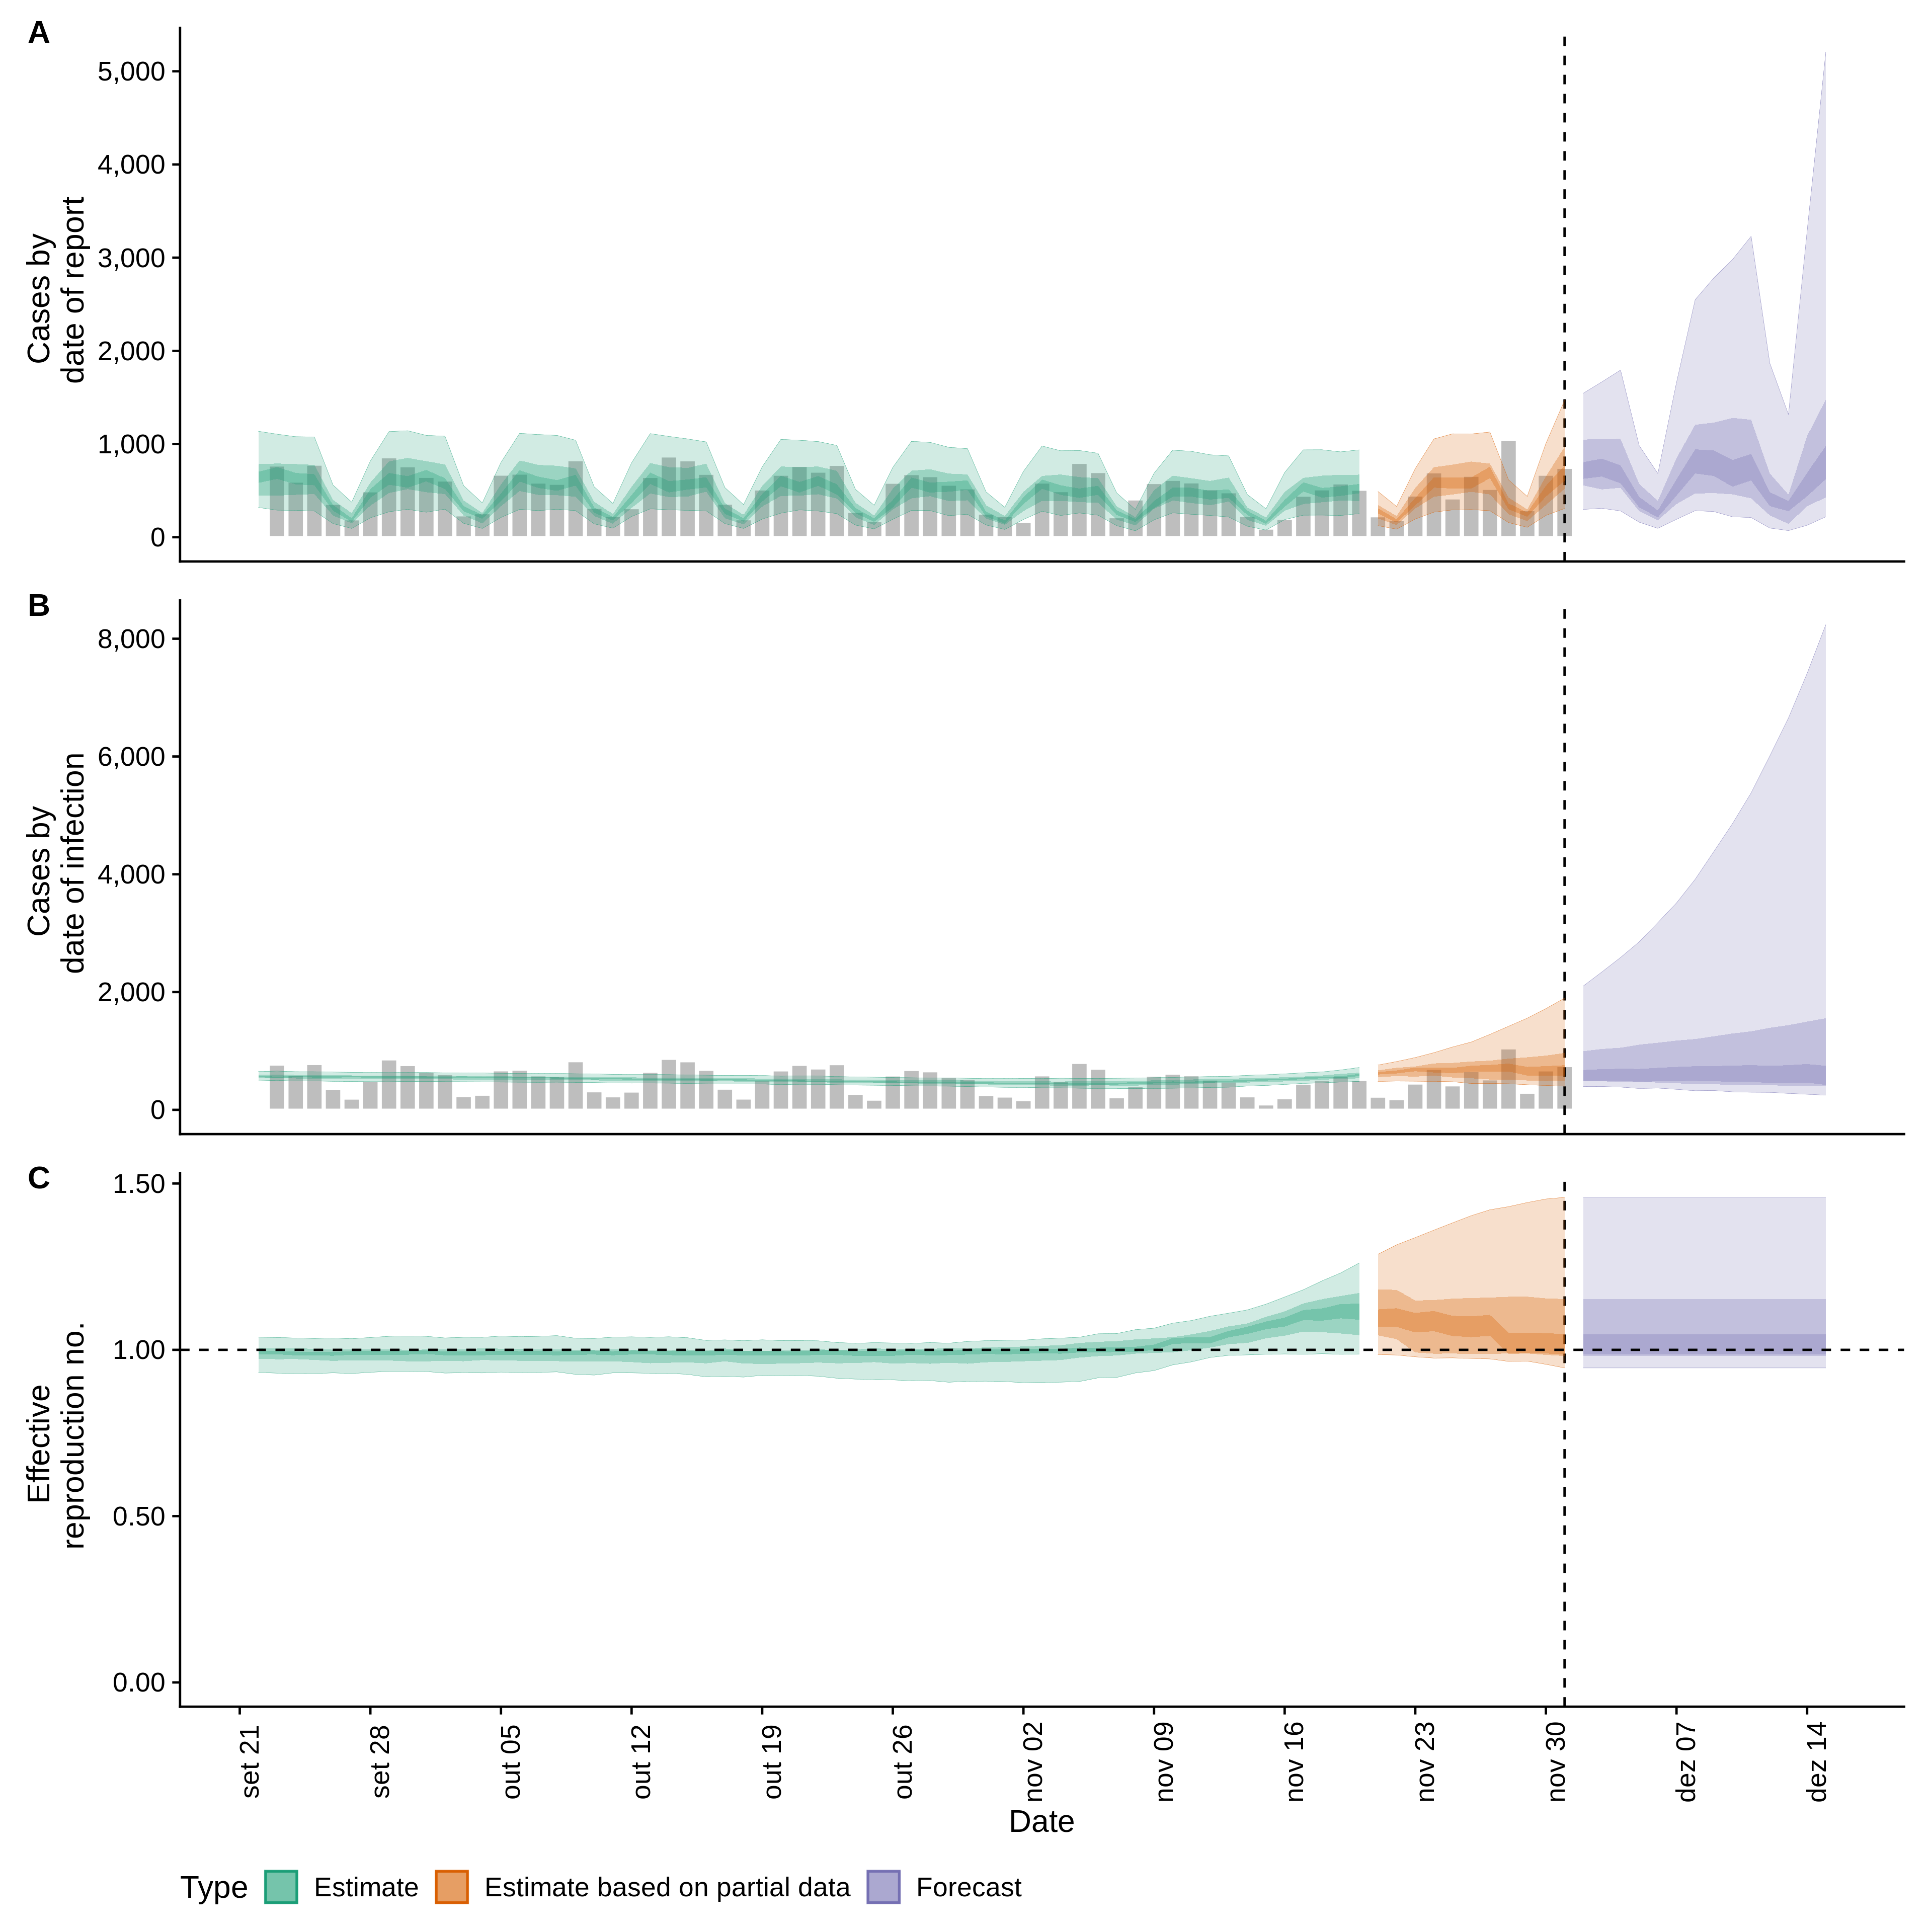 A
5,000
4,000
3,000
2,000
1,000
0
Cases by
date of report
B
8,000
6,000
4,000
2,000
0
Cases by
date of infection
C
1.50
1.00
0.50
0.00
Effective
reproduction no.
set 21
set 28
out 05
out 12
out 19
out 26
nov 02
nov 09
nov 16
nov 23
nov 30
dez 07
dez 14
Date
Type Estimate Estimate based on partial data Forecast